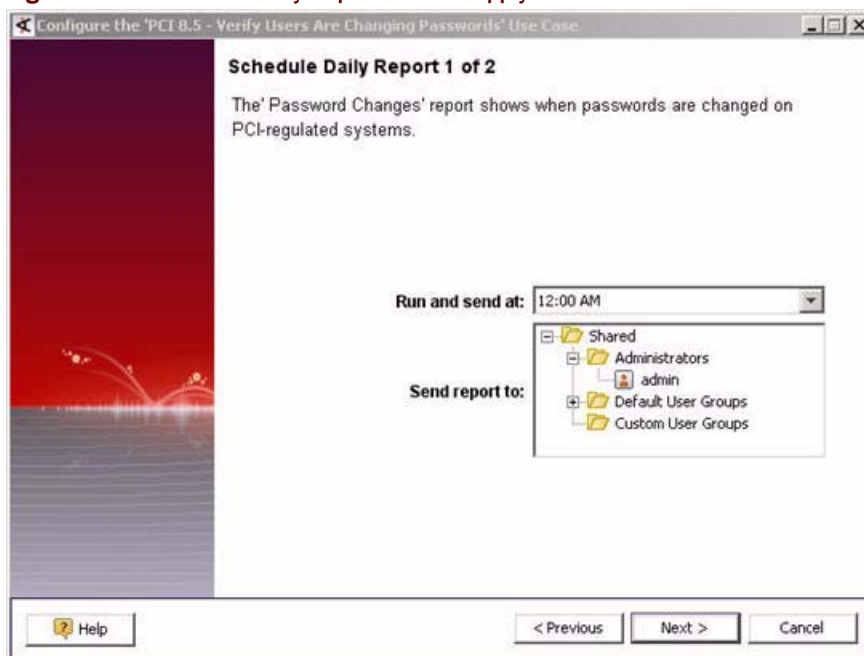 Configure the 'PCI 8.5 - Verify Users Are Changing Passwords' Use Case
Schedule Daily Report 1 of 2
The' Password Changes' report shows when passwords are changed on
PCI-regulated systems.
Run and send at: 12:00 AM
Shared
Administrators
admin
Send report to:
Default User Groups
Custom User Groups
Help
< Previous
Next >
Cancel